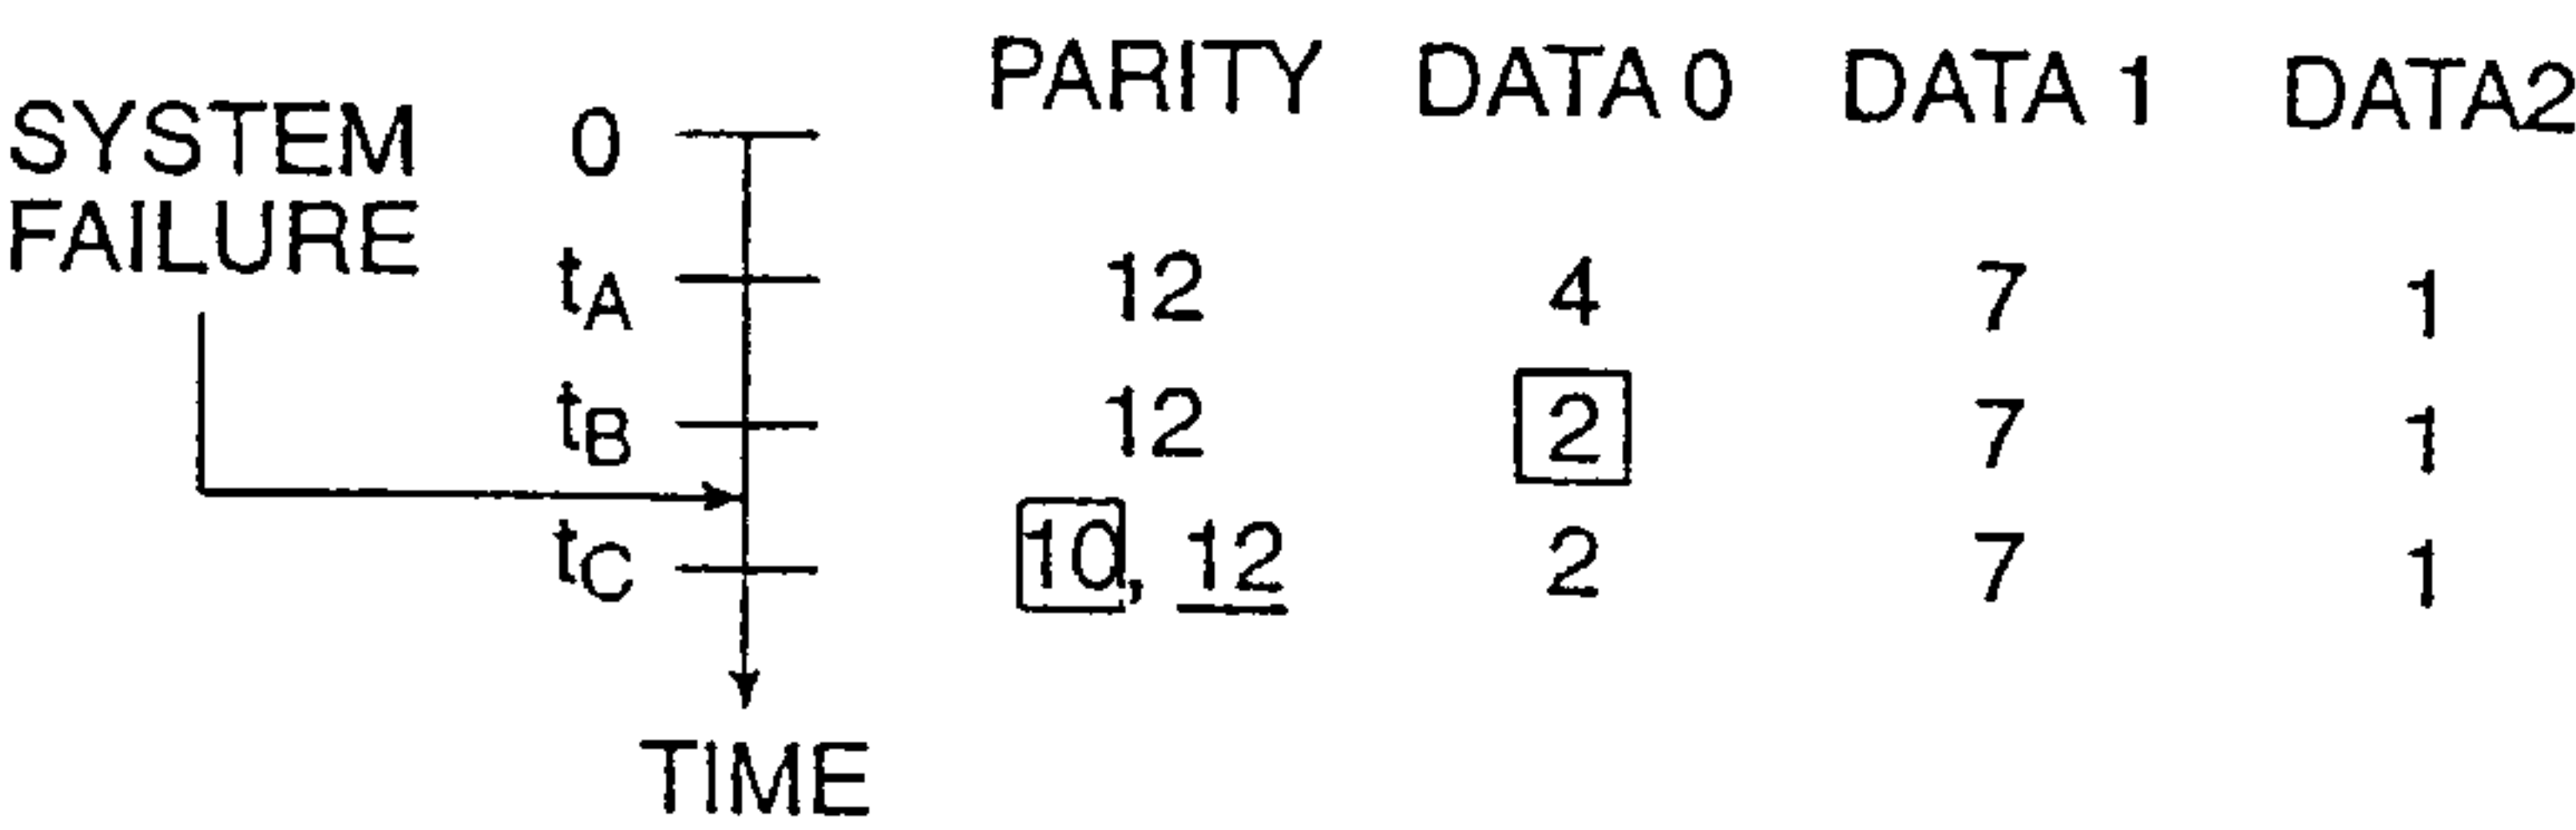 PARITY DATA 0 DATA 1 DATA2
SYSTEM
FAILURE
0
tA 12 4 7 1
tB 12 2 7 1
tC 10, 12 2 7 1
TIME